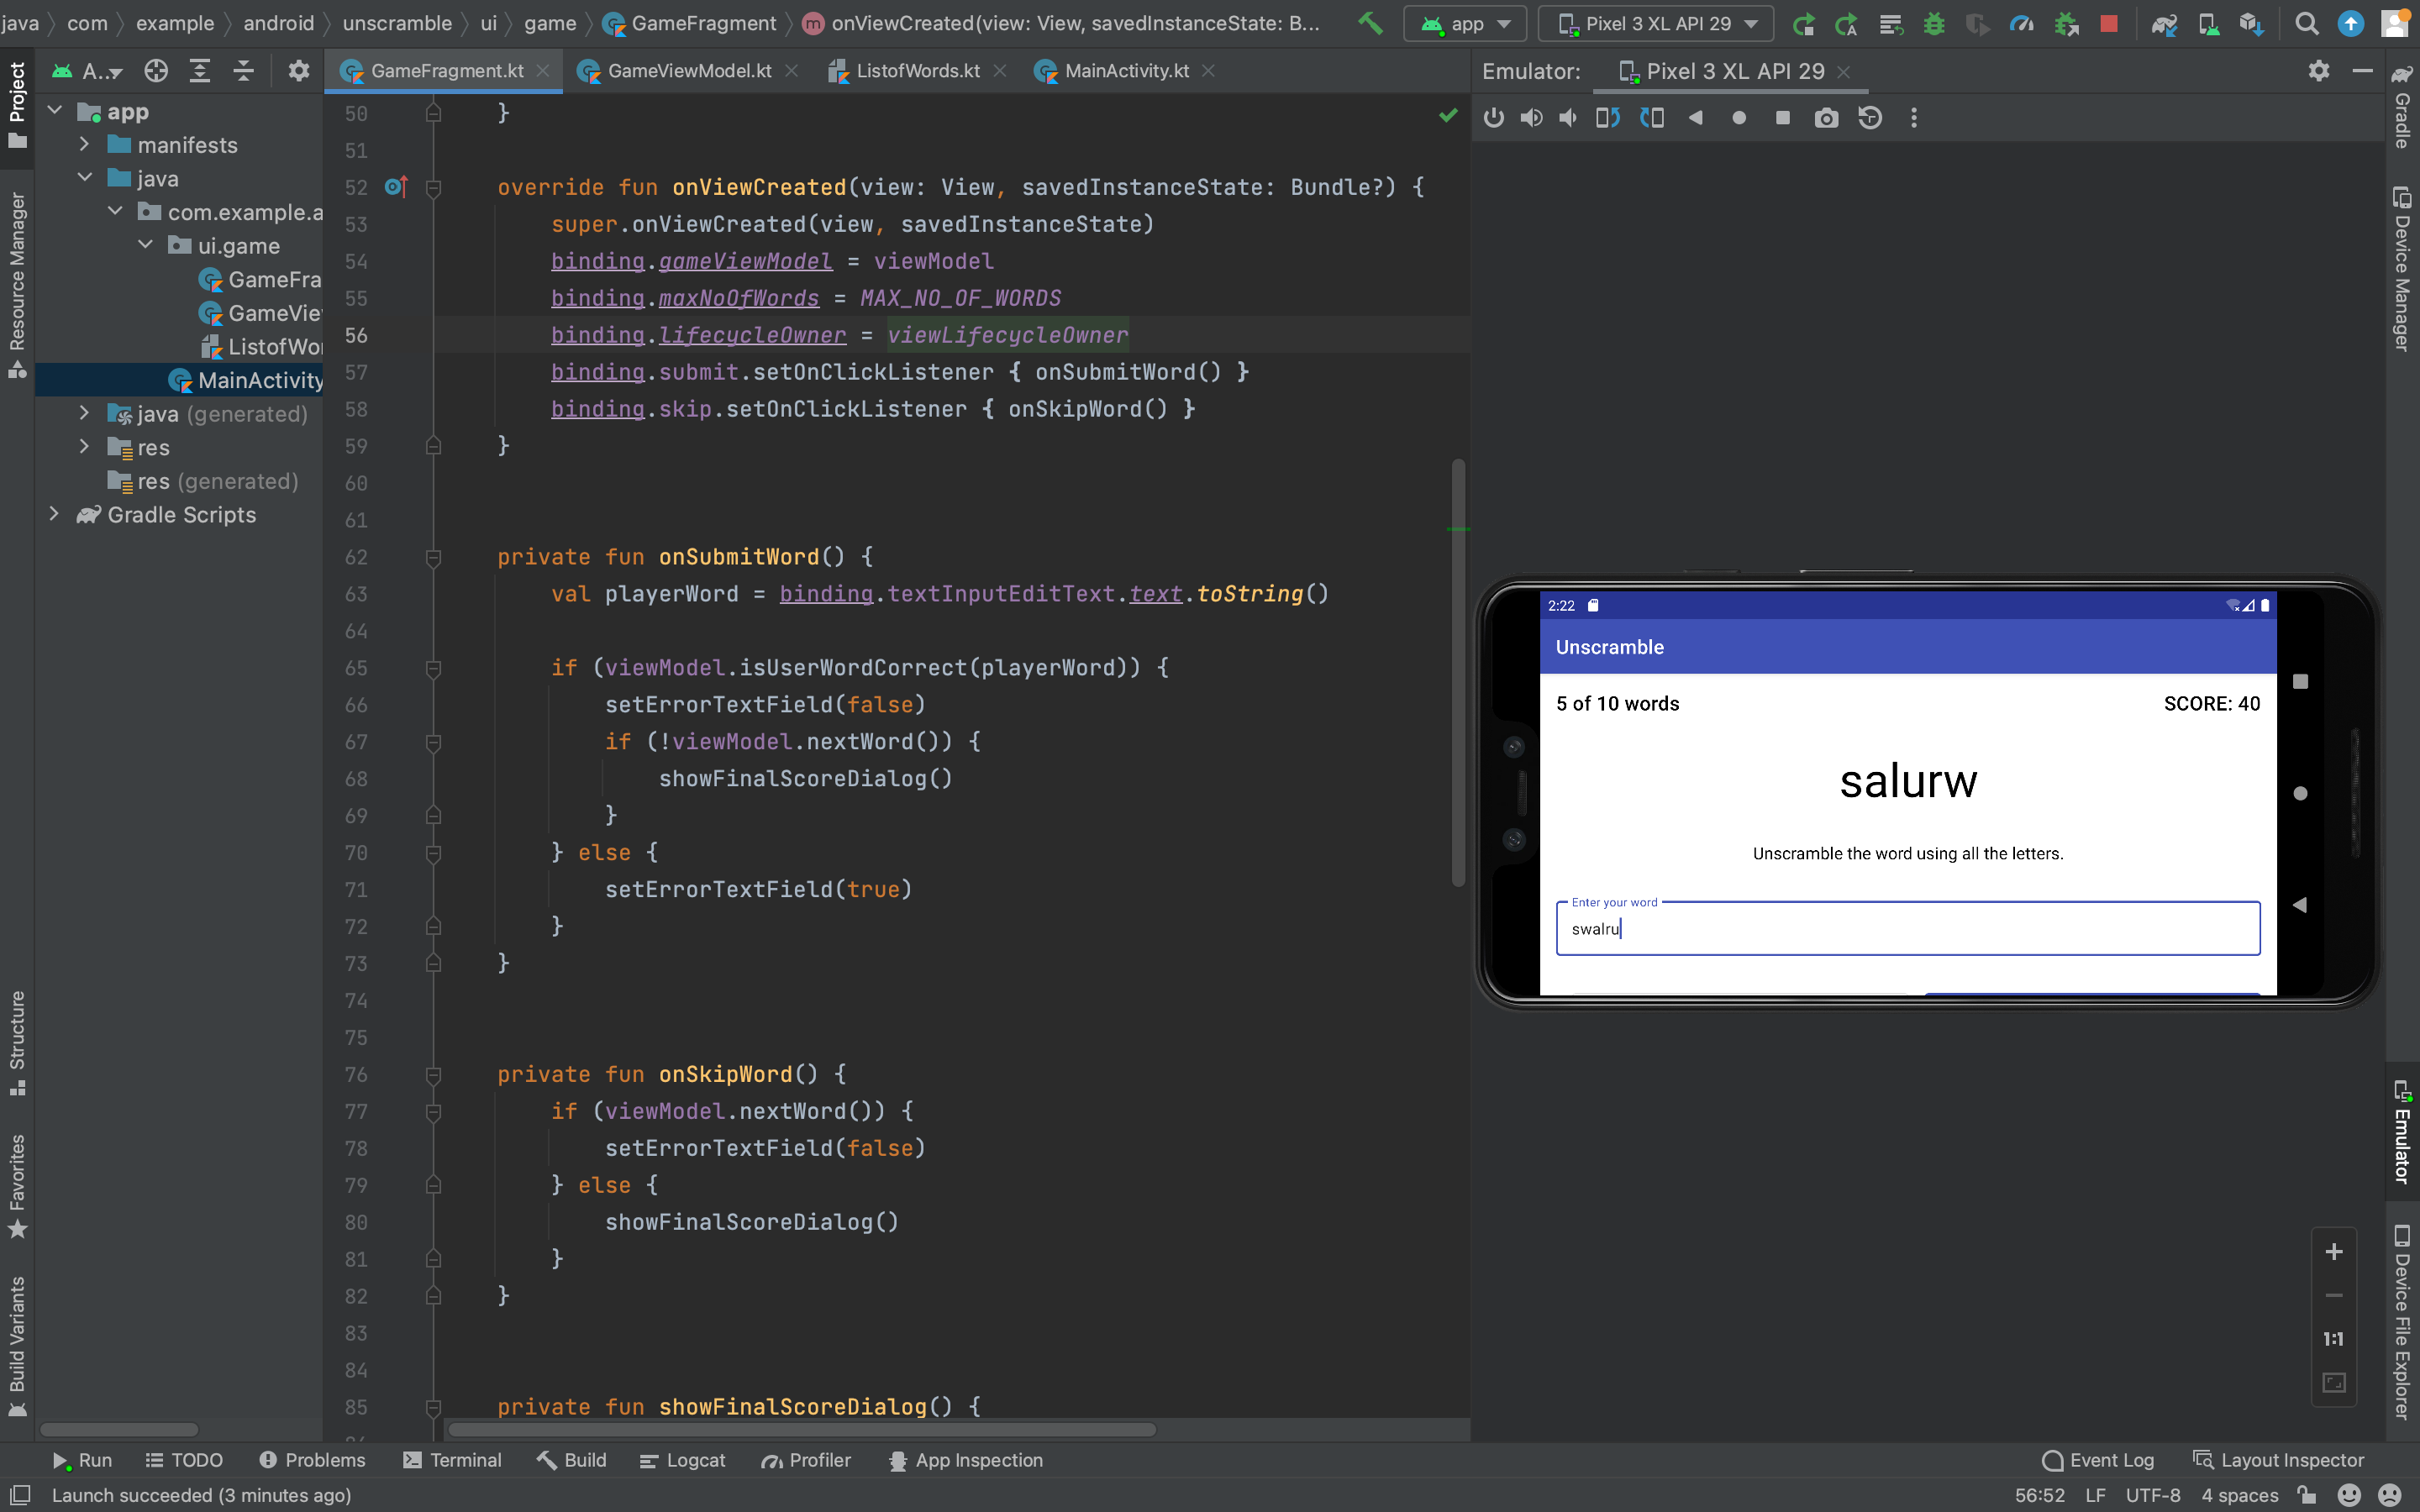 java com example android unscramble ui game GameFragment m onViewCreated(view: View, savedInstanceState: B... app Pixel 3 XL API 29
A.. GameFragment.kt GameViewModel.kt ListofWords.kt MainActivity.kt Emulator: Pixel 3 XL API 29
Project
Resource Manager
Structure
Favorites
Build Variants
app
manifests
java
com.example.a
ui.game
GameFra
GameVie
ListofWo
MainActivity
java (generated)
res
res (generated)
Gradle Scripts
50 }
51
52 override fun onViewCreated(view: View, savedInstanceState: Bundle?) {
53 super.onViewCreated(view, savedInstanceState)
54 binding.gameViewModel = viewModel
55 binding.maxNoOfWords = MAX_NO_OF_WORDS
56 binding.lifecycleOwner = viewLifecycleOwner
57 binding.submit.setOnClickListener { onSubmitWord() }
58 binding.skip.setOnClickListener { onSkipWord() }
59 }
60
61
62 private fun onSubmitWord() {
63 val playerWord = binding.textInputEditText.text.toString()
64
65 if (viewModel.isUserWordCorrect(playerWord)) {
66 setErrorTextField(false)
67 if (!viewModel.nextWord()) {
68 showFinalScoreDialog()
69 }
70 } else {
71 setErrorTextField(true)
72 }
73 }
74
75
76 private fun onSkipWord() {
77 if (viewModel.nextWord()) {
78 setErrorTextField(false)
79 } else {
80 showFinalScoreDialog()
81 }
82 }
83
84
85 private fun showFinalScoreDialog() {
2:22
Unscramble
5 of 10 words SCORE: 40
salurw
Unscramble the word using all the letters.
Enter your word
swalru
1:1
Gradle
Device Manager
Emulator
Device File Explorer
Run TODO Problems Terminal Build Logcat Profiler App Inspection Event Log Layout Inspector
Launch succeeded (3 minutes ago) 56:52 LF UTF-8 4 spaces